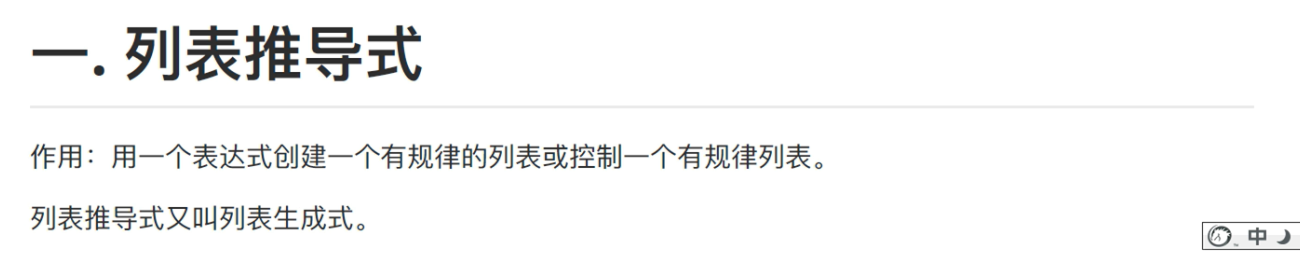 一. 列表推导式
作用：用一个表达式创建一个有规律的列表或控制一个有规律列表。
列表推导式又叫列表生成式。
中